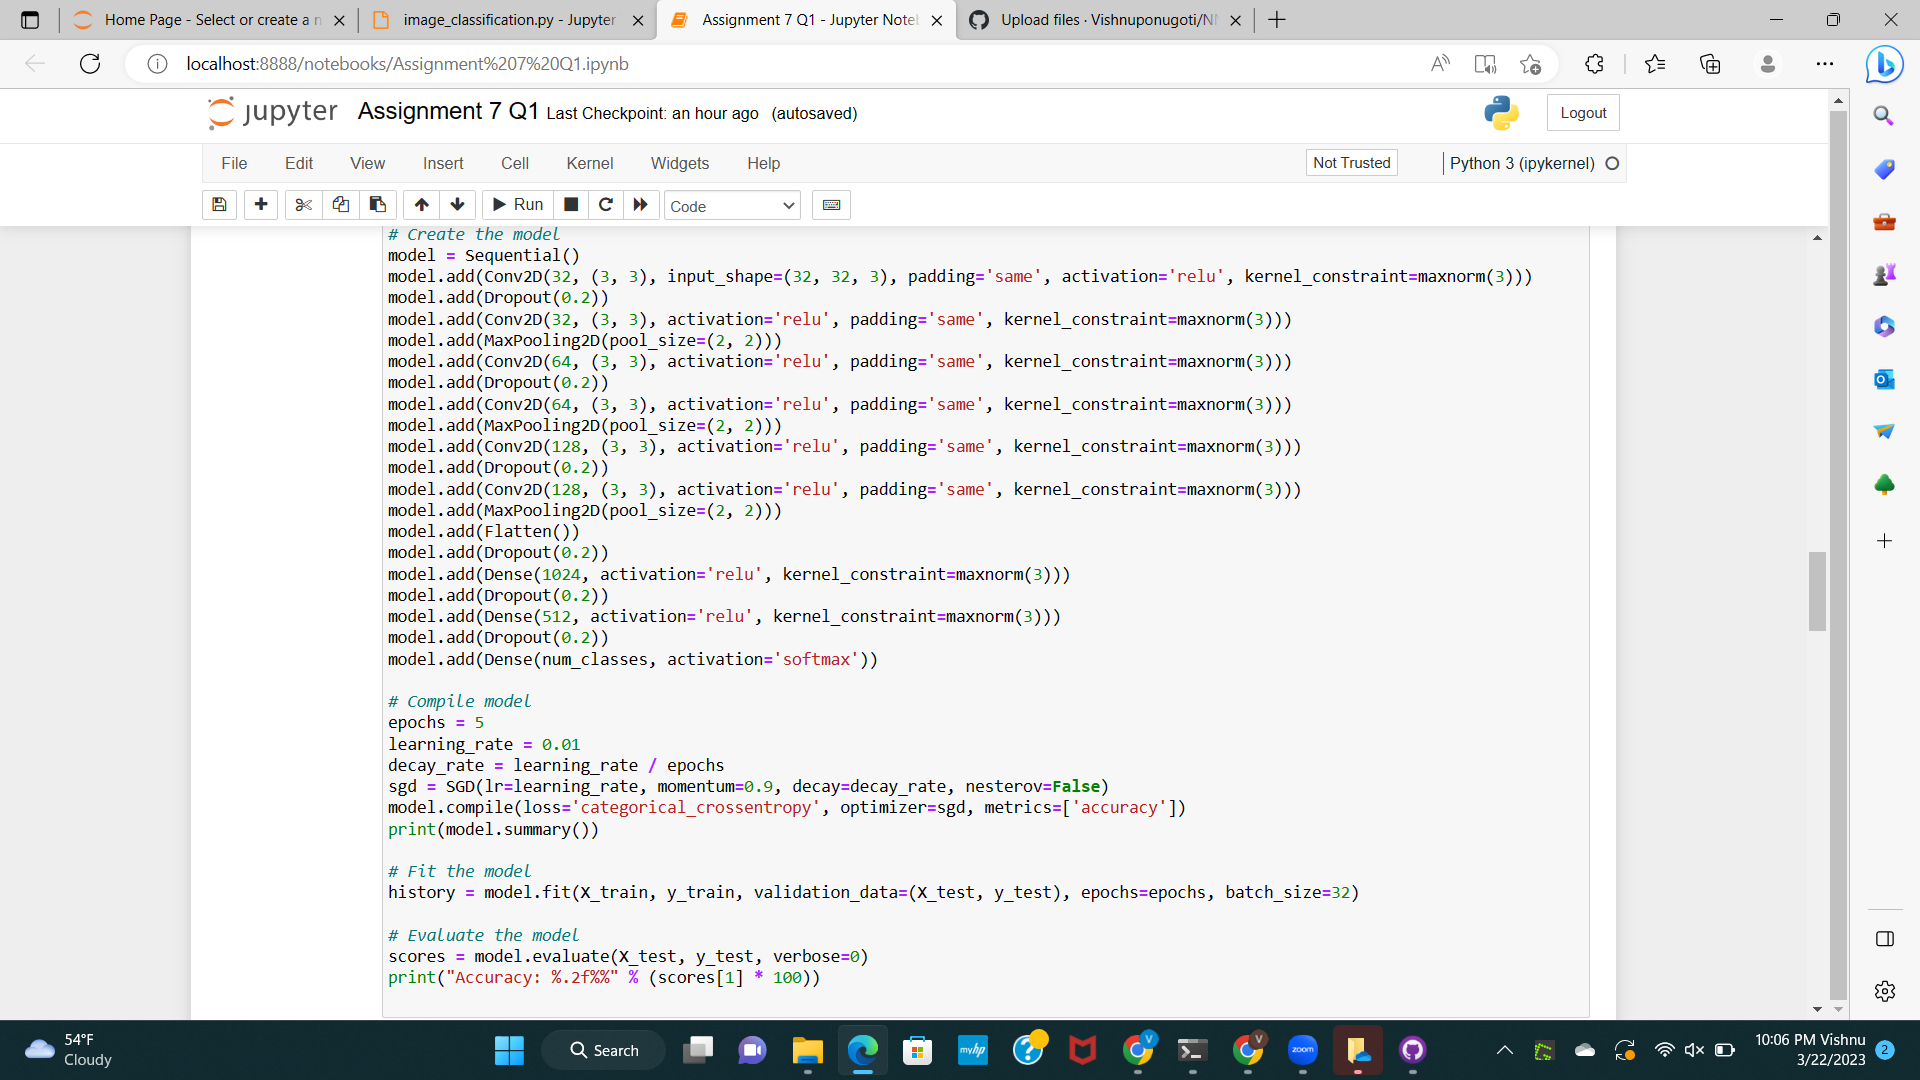 Home Page - Select or create a n
image_classification.py - Jupyter
Assignment 7 Q1 - Jupyter Note
Upload files · Vishnuponugoti/N
localhost:8888/notebooks/Assignment%207%20Q1.ipynb
jupyter Assignment 7 Q1 Last Checkpoint: an hour ago (autosaved)
Logout
File Edit View Insert Cell Kernel Widgets Help
Not Trusted
Python 3 (ipykernel)
Run
Code
# Create the model
model = Sequential()
model.add(Conv2D(32, (3, 3), input_shape=(32, 32, 3), padding='same', activation='relu', kernel_constraint=maxnorm(3)))
model.add(Dropout(0.2))
model.add(Conv2D(32, (3, 3), activation='relu', padding='same', kernel_constraint=maxnorm(3)))
model.add(MaxPooling2D(pool_size=(2, 2)))
model.add(Conv2D(64, (3, 3), activation='relu', padding='same', kernel_constraint=maxnorm(3)))
model.add(Dropout(0.2))
model.add(Conv2D(64, (3, 3), activation='relu', padding='same', kernel_constraint=maxnorm(3)))
model.add(MaxPooling2D(pool_size=(2, 2)))
model.add(Conv2D(128, (3, 3), activation='relu', padding='same', kernel_constraint=maxnorm(3)))
model.add(Dropout(0.2))
model.add(Conv2D(128, (3, 3), activation='relu', padding='same', kernel_constraint=maxnorm(3)))
model.add(MaxPooling2D(pool_size=(2, 2)))
model.add(Flatten())
model.add(Dropout(0.2))
model.add(Dense(1024, activation='relu', kernel_constraint=maxnorm(3)))
model.add(Dropout(0.2))
model.add(Dense(512, activation='relu', kernel_constraint=maxnorm(3)))
model.add(Dropout(0.2))
model.add(Dense(num_classes, activation='softmax'))
# Compile model
epochs = 5
learning_rate = 0.01
decay_rate = learning_rate / epochs
sgd = SGD(lr=learning_rate, momentum=0.9, decay=decay_rate, nesterov=False)
model.compile(loss='categorical_crossentropy', optimizer=sgd, metrics=['accuracy'])
print(model.summary())
# Fit the model
history = model.fit(X_train, y_train, validation_data=(X_test, y_test), epochs=epochs, batch_size=32)
# Evaluate the model
scores = model.evaluate(X_test, y_test, verbose=0)
print("Accuracy: %.2f%%" % (scores[1] * 100))
54°F
Cloudy
Search
myhp
V
V
zoom
10:06 PM Vishnu
3/22/2023
2